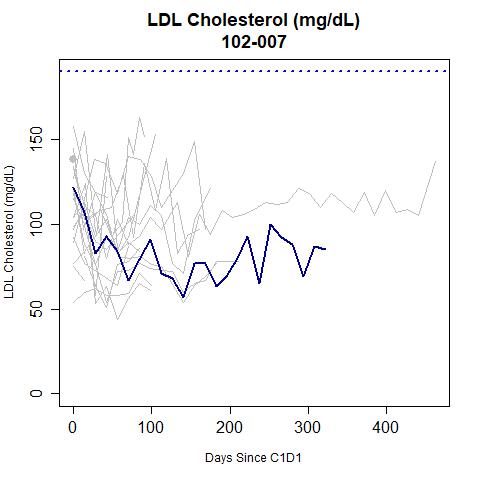 LDL Cholesterol (mg/dL)
102-007
LDL Cholesterol (mg/dL)
150
100
50
0
0 100 200 300 400
Days Since C1D1